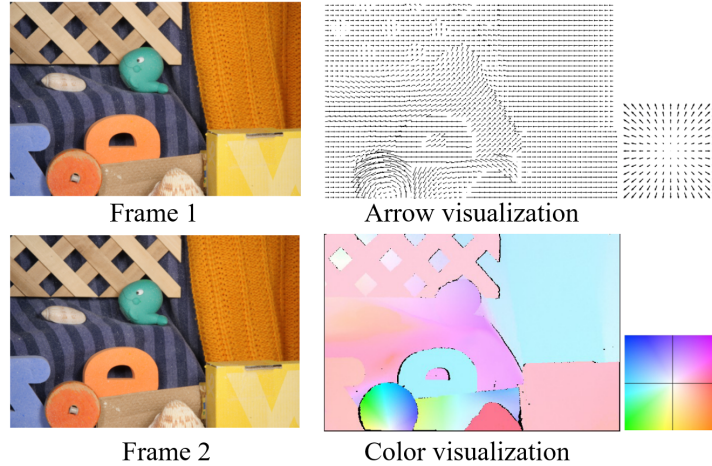 Frame 1
Arrow visualization
Frame 2
Color visualization